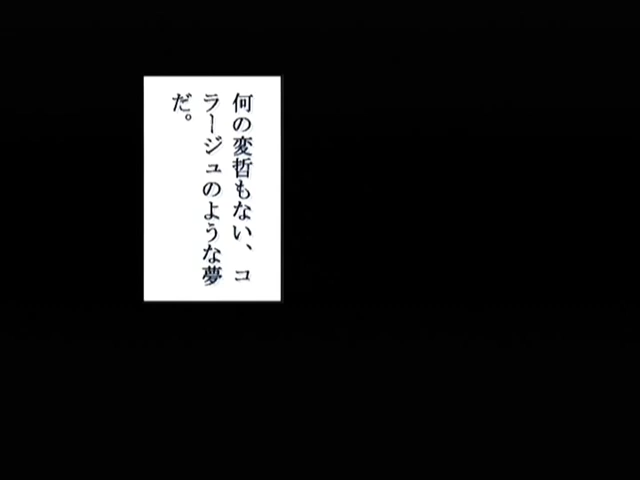 何の変哲もない、コ
ラージュのような夢
だ。